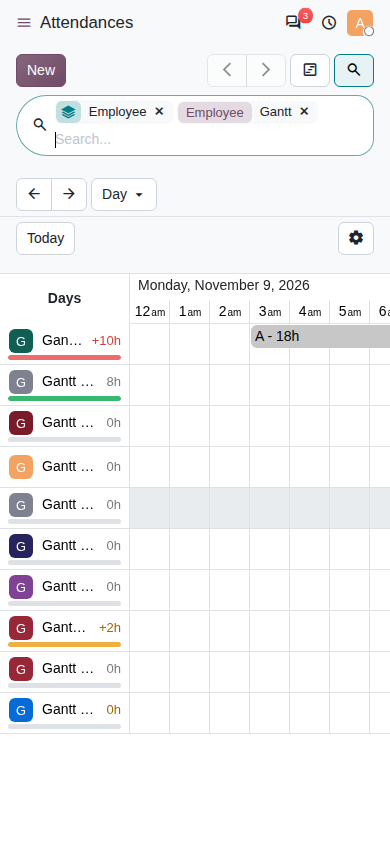 Attendances
3
A
New
Employee
Employee Gantt
Search...
Day
Today
Days
Monday, November 9, 2026
12am 1am 2am 3am 4am 5am
G Gan... +10h
A - 18h
G Gantt ... 8h
G Gantt ... 0h
G Gantt ... 0h
G Gantt ... 0h
G Gantt ... 0h
G Gantt ... 0h
G Gant... +2h
G Gantt ... 0h
G Gantt ... 0h